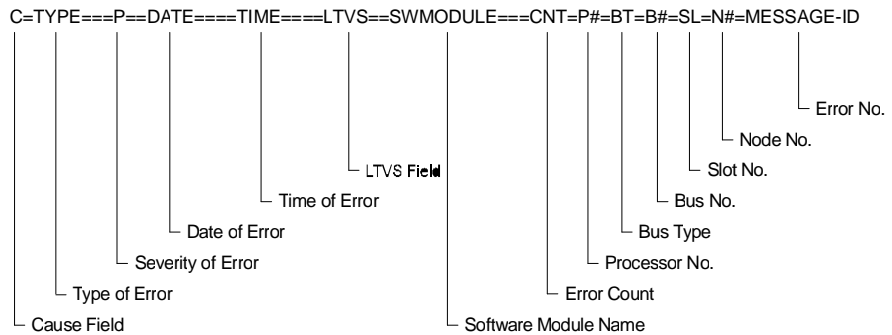 C=TYPE===P==DATE====TIME====LTVS==SWMODULE===CNT=P#=BT=B#=SL=N#=MESSAGE-ID
Error No.
Node No.
LTVS Field
Slot No.
Time of Error
Bus No.
Date of Error
Bus Type
Severity of Error
Processor No.
Type of Error
Error Count
Cause Field
Software Module Name